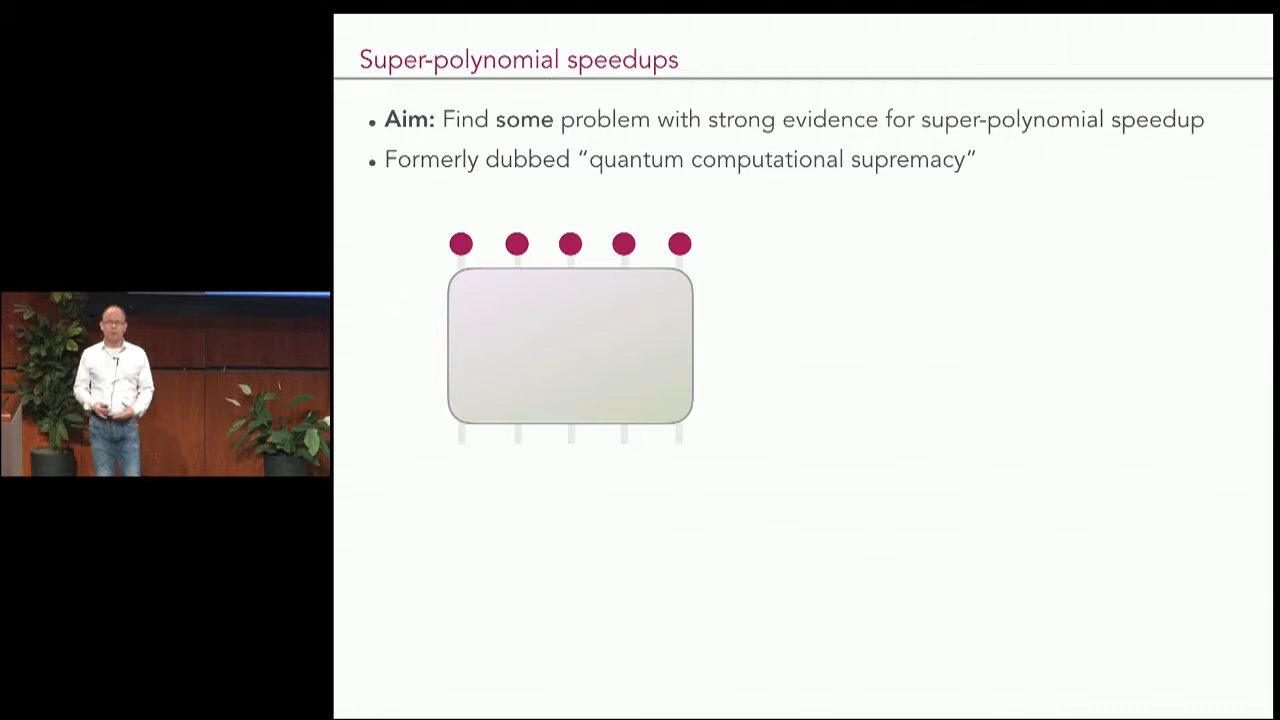 Super-polynomial speedups
• Aim: Find some problem with strong evidence for super-polynomial speedup
• Formerly dubbed “quantum computational supremacy”